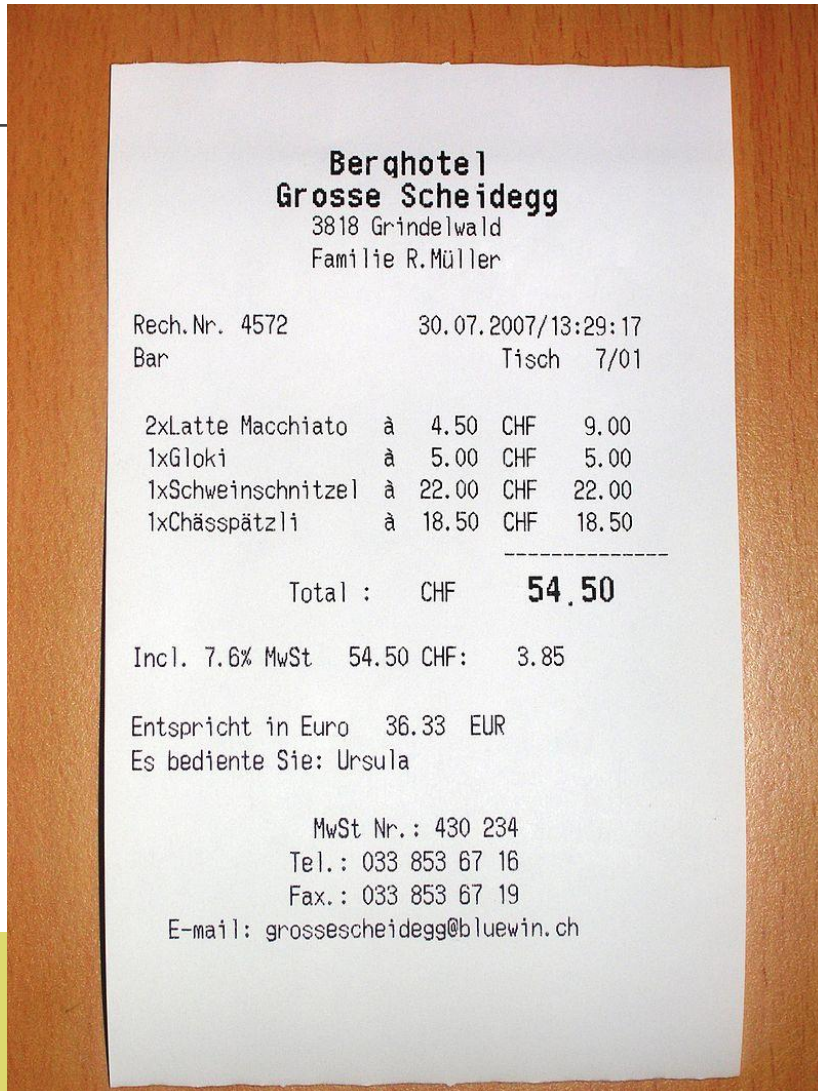 Berghotel
Grosse Scheidegg
3818 Grindelwald
Familie R.Müller
Rech.Nr. 4572 30.07.2007/13:29:17
Bar Tisch 7/01
2xLatte Macchiato à 4.50 CHF 9.00
1xGloki à 5.00 CHF 5.00
1xSchweinschnitzel à 22.00 CHF 22.00
1xChässpätzli à 18.50 CHF 18.50
--------------
Total : CHF 54.50
Incl. 7.6% MwSt 54.50 CHF: 3.85
Entspricht in Euro 36.33 EUR
Es bediente Sie: Ursula
MwSt Nr.: 430 234
Tel.: 033 853 67 16
Fax.: 033 853 67 19
E-mail: grossescheidegg@bluewin.ch